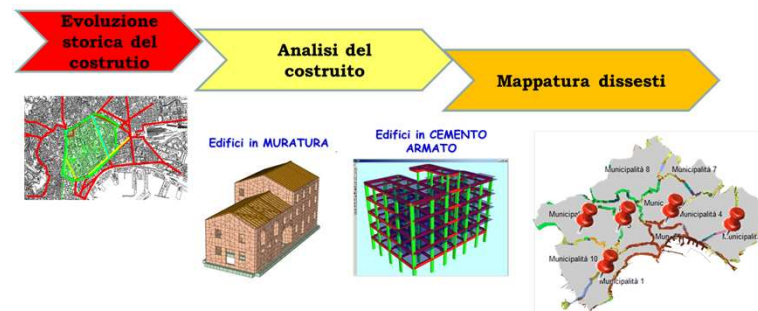 Evoluzione
storica del
costrutio
Analisi del
costruito
Mappatura dissesti
Edifici in MURATURA
Edifici in CEMENTO
ARMATO
Municipalità 8
Municipalità 7
Municipalità 4
Municipalità 10
Municipalità 1